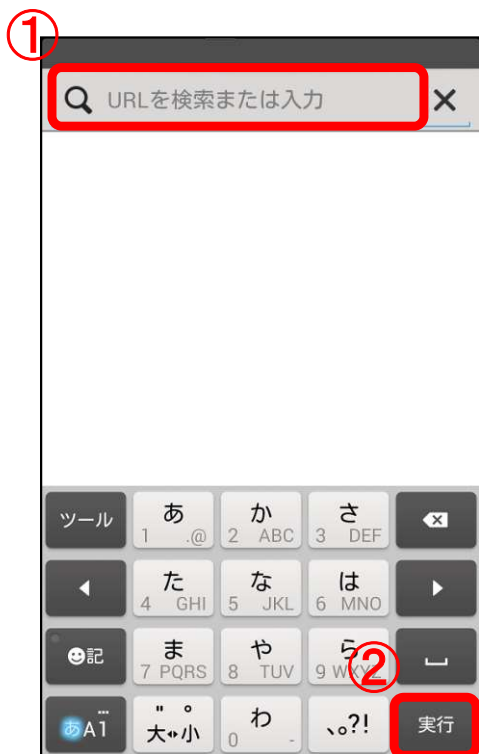 ①
URLを検索または入力
ツール あ 1 .@ か 2 ABC さ 3 DEF
た 4 GHI な 5 JKL は 6 MNO
記 ま 7 PQRS や 8 TUV ら 9 WXYZ
②
あA1 ゛゜大⇔小 わ 0 - 、。?! 実行